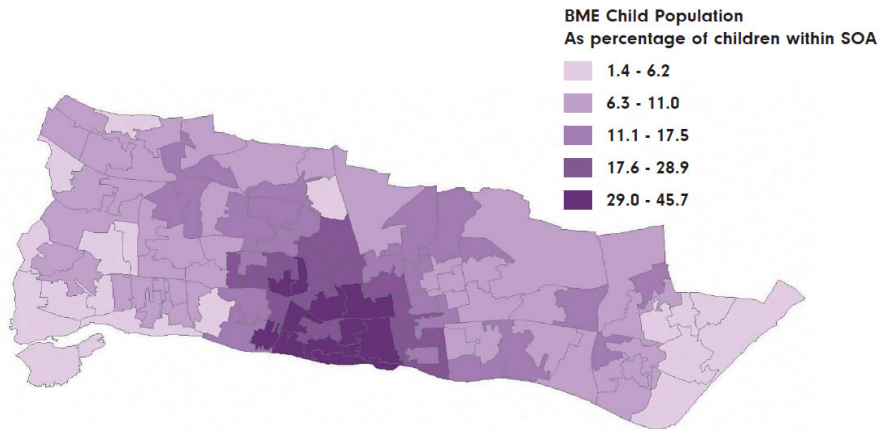 BME Child Population
As percentage of children within SOA
1.4 - 6.2
6.3 - 11.0
11.1 - 17.5
17.6 - 28.9
29.0 - 45.7